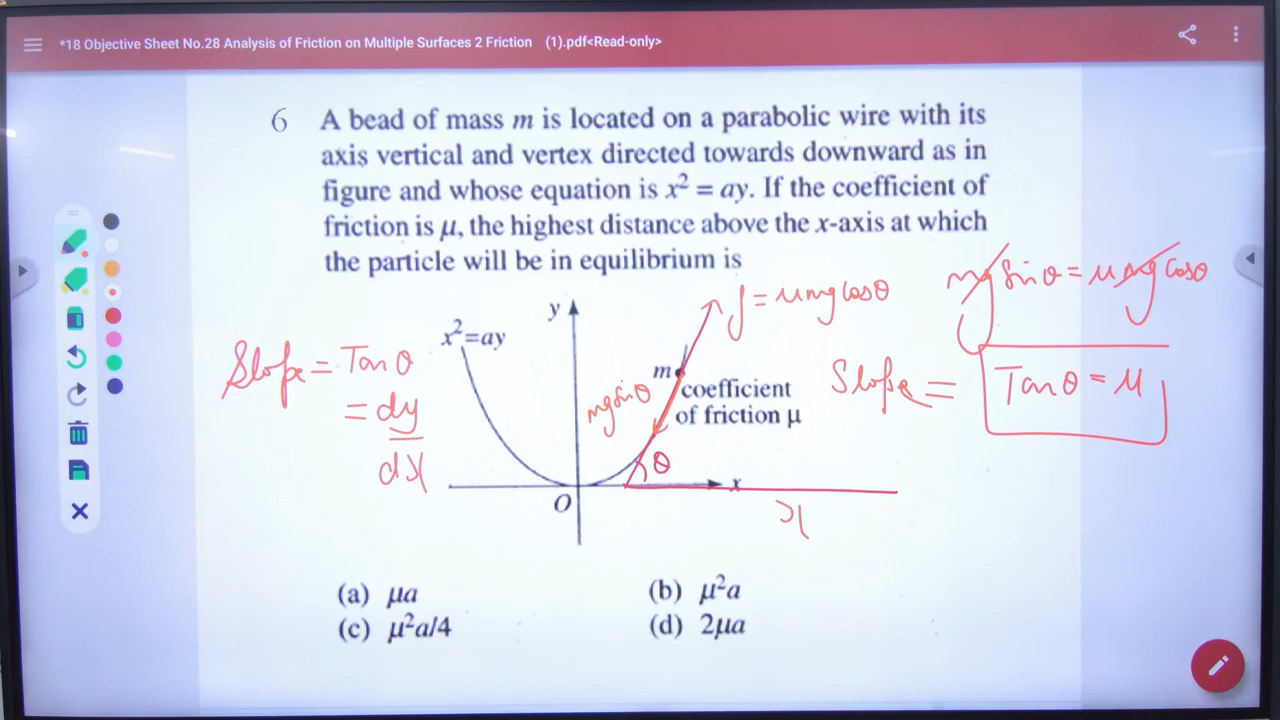 *18 Objective Sheet No.28 Analysis of Friction on Multiple Surfaces 2 Friction (1).pdf<Read-only>
6 A bead of mass m is located on a parabolic wire with its
axis vertical and vertex directed towards downward as in
figure and whose equation is x² = ay. If the coefficient of
friction is μ, the highest distance above the x-axis at which
the particle will be in equilibrium is
mg Sinθ = μ mg Cosθ
y
f = μmg Cosθ
x²=ay
Slope = Tanθ
= dy
dx
m
mg sinθ
coefficient
of friction μ
Slope = Tanθ = μ
θ
x
O
x
(a) μa
(b) μ²a
(c) μ²a/4
(d) 2μa